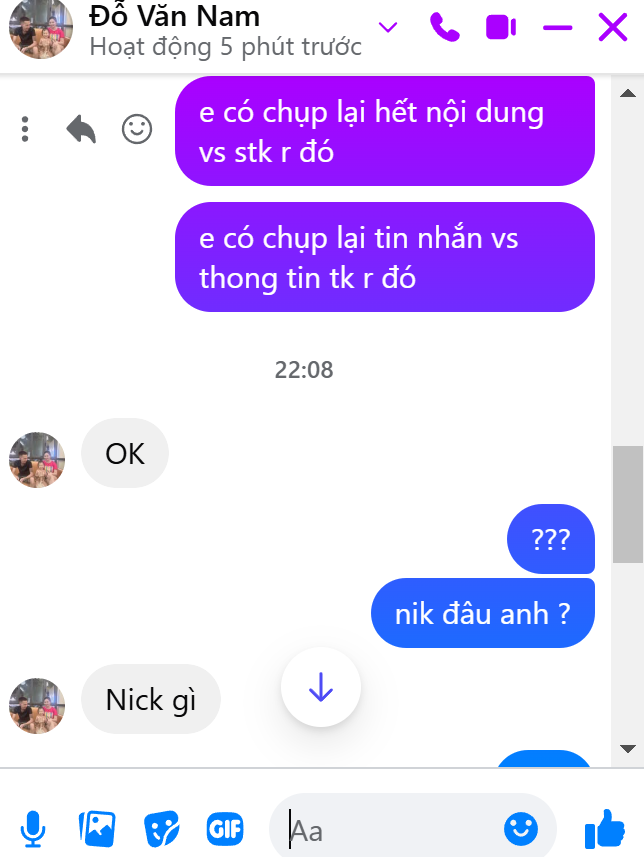 Đỗ Văn Nam
Hoạt động 5 phút trước
e có chụp lại hết nội dung
vs stk r đó
e có chụp lại tin nhắn vs
thong tin tk r đó
22:08
OK
???
nik đâu anh ?
Nick gì
GIF
Aa